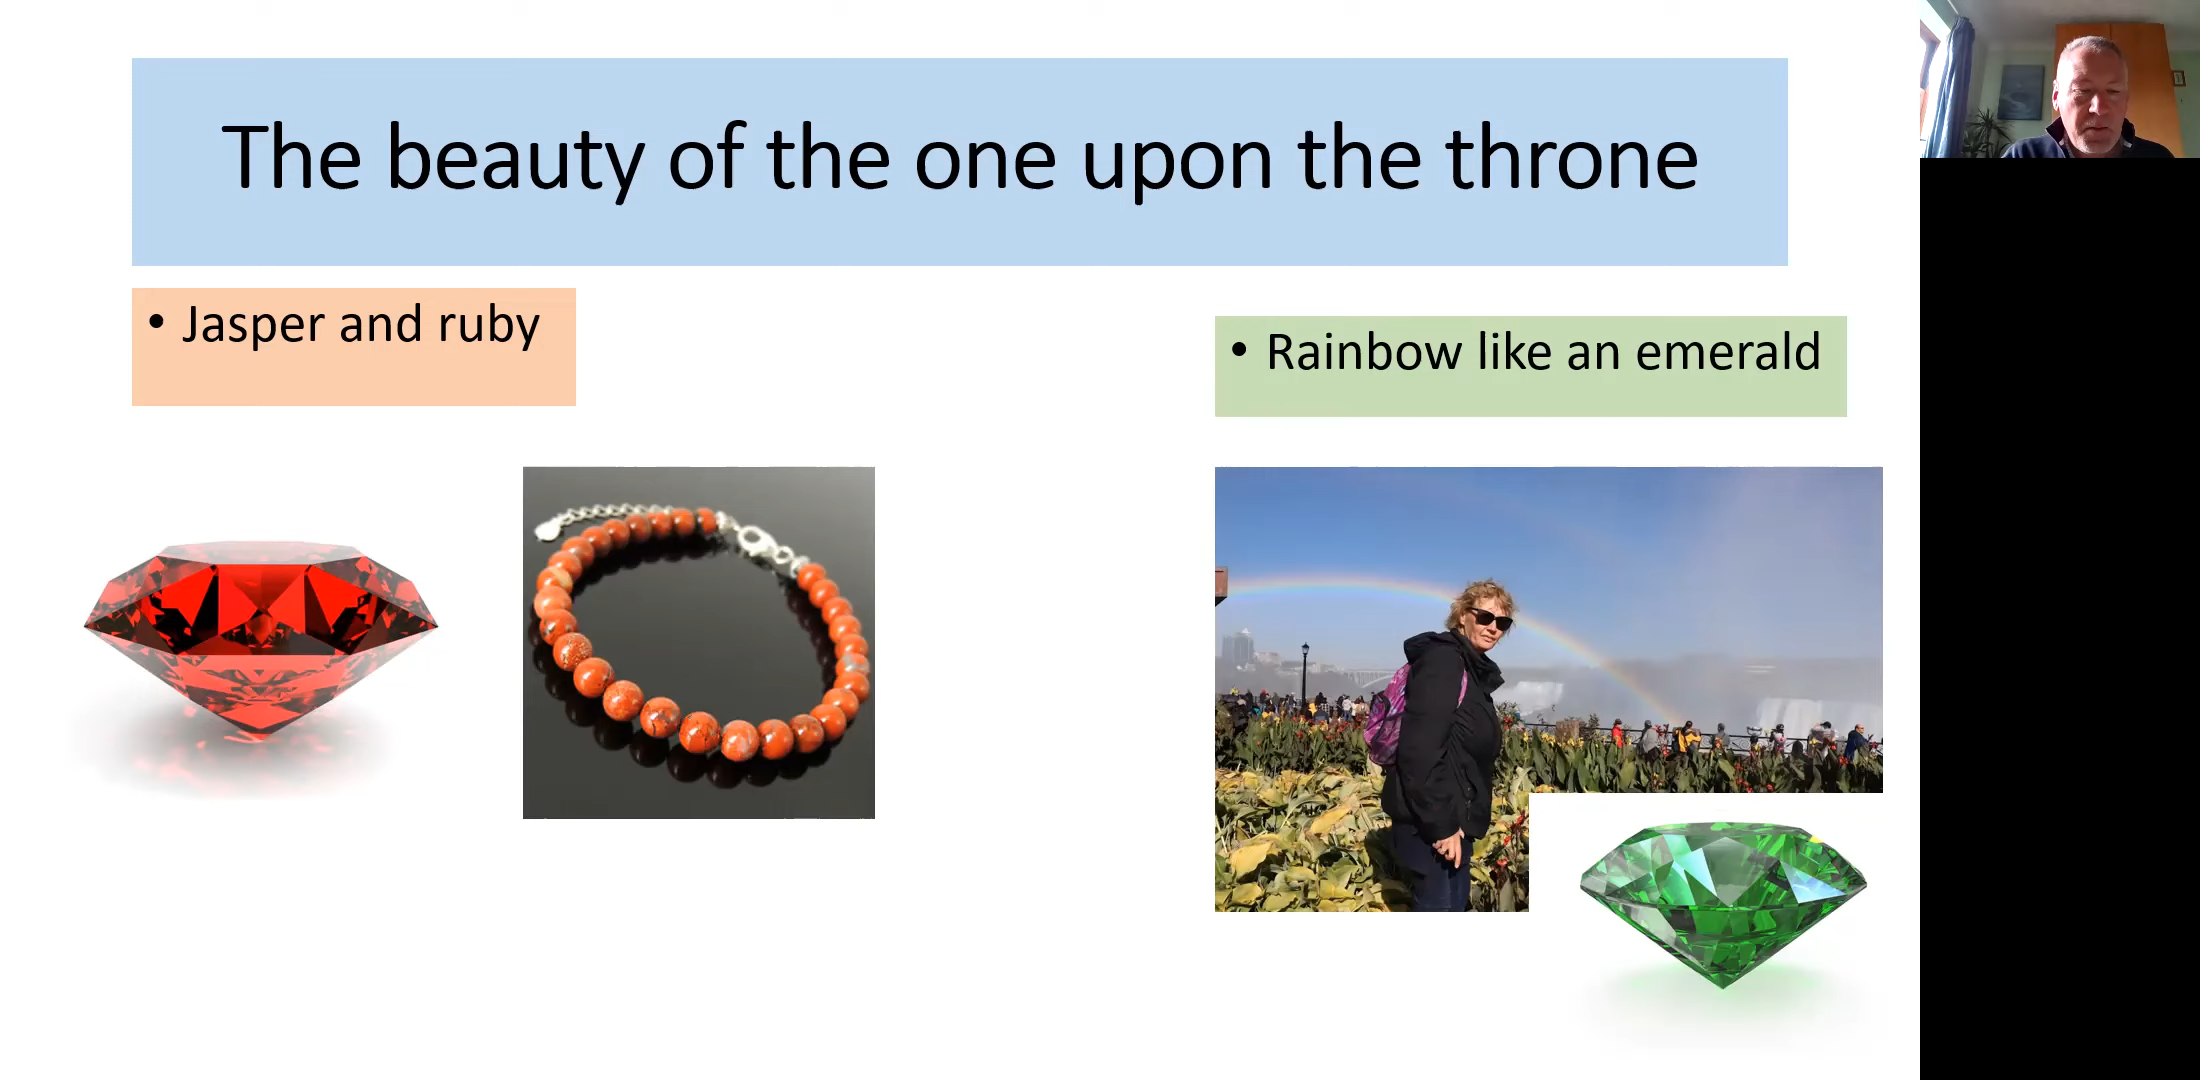 The beauty of the one upon the throne
• Jasper and ruby
• Rainbow like an emerald